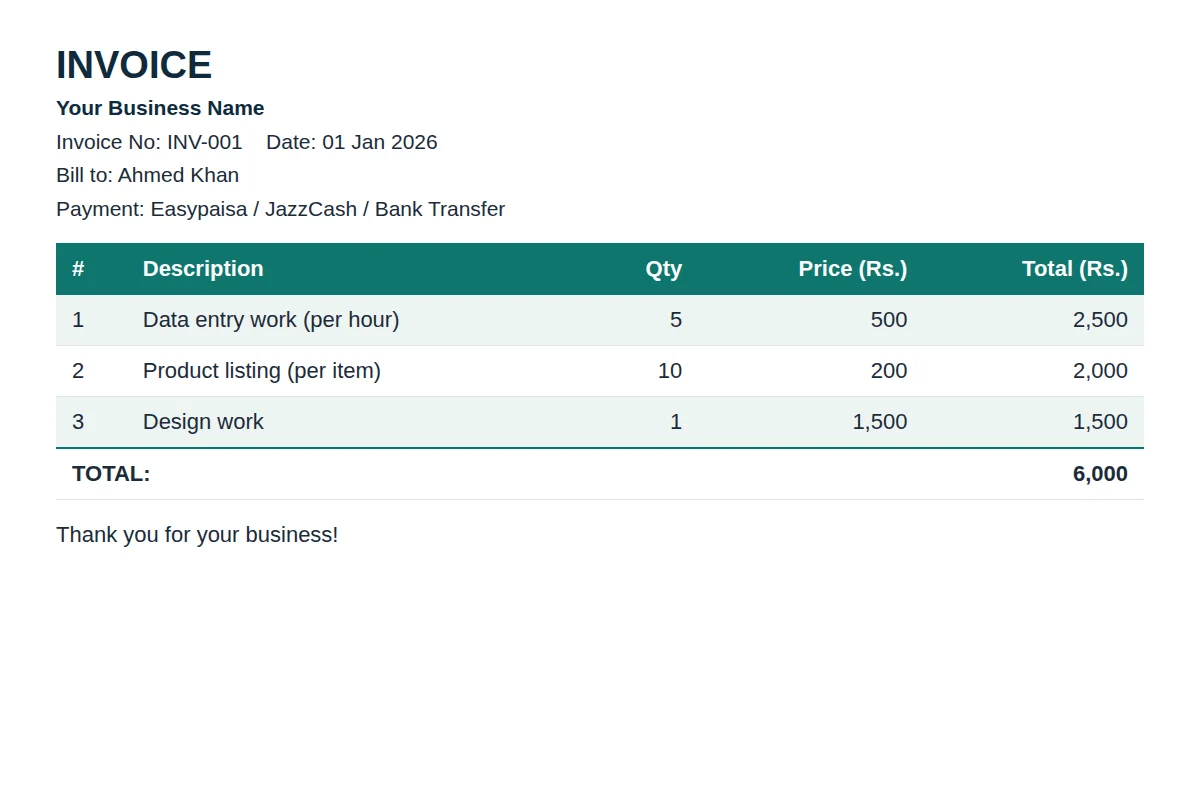 INVOICE
Your Business Name
Invoice No: INV-001 Date: 01 Jan 2026
Bill to: Ahmed Khan
Payment: Easypaisa / JazzCash / Bank Transfer
# Description Qty Price (Rs.) Total (Rs.)
1 Data entry work (per hour) 5 500 2,500
2 Product listing (per item) 10 200 2,000
3 Design work 1 1,500 1,500
TOTAL: 6,000
Thank you for your business!